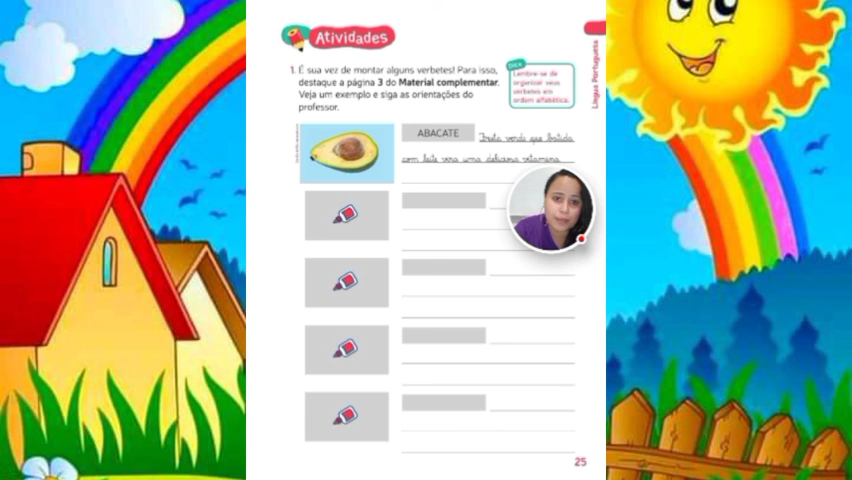 Atividades
1. É sua vez de montar alguns verbetes! Para isso,
destaque a página 3 do Material complementar.
Veja um exemplo e siga as orientações do
professor.
Dica
Lembre-se de
organizar seus
verbetes em
ordem alfabética.
Língua Portuguesa
ABACATE
Fruta verde que batida
com leite vira uma deliciosa vitamina.
25